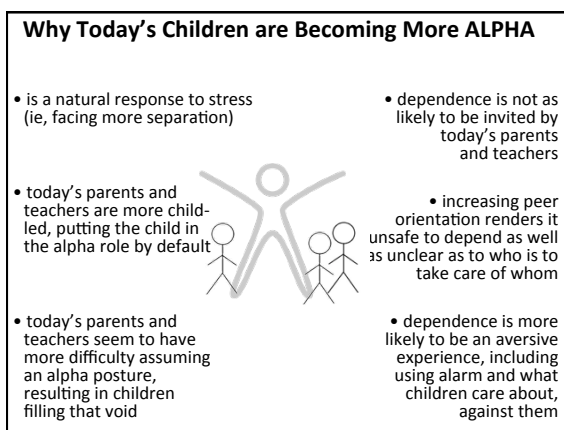 Why Today's Children are Becoming More ALPHA
• is a natural response to stress
(ie, facing more separation)
• today's parents and
teachers are more child-
led, putting the child in
the alpha role by default
• today's parents and
teachers seem to have
more difficulty assuming
an alpha posture,
resulting in children
filling that void
• dependence is not as
likely to be invited by
today's parents
and teachers
• increasing peer
orientation renders it
unsafe to depend as well
as unclear as to who is to
take care of whom
• dependence is more
likely to be an aversive
experience, including
using alarm and what
children care about,
against them